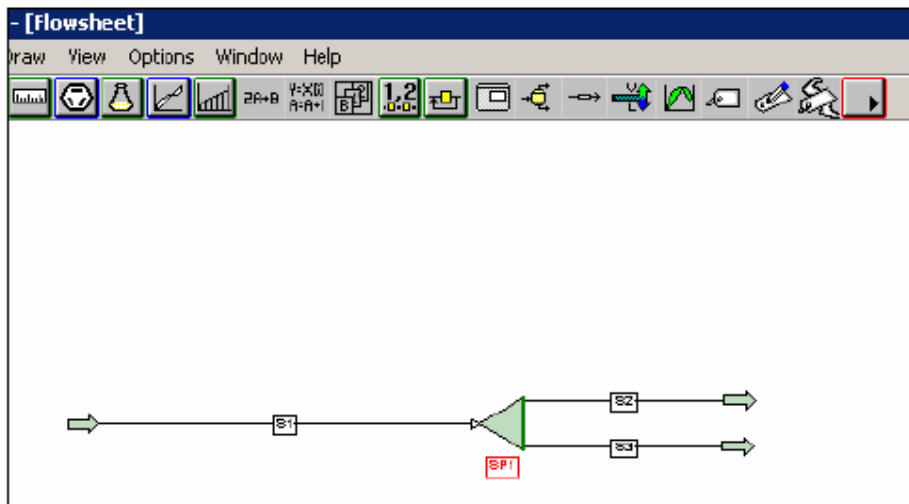 - [Flowsheet]
Draw View Options Window Help
2A→B
Y=X[I]
A=A+I
B
?
1.2
S1
S2
S3
SP1